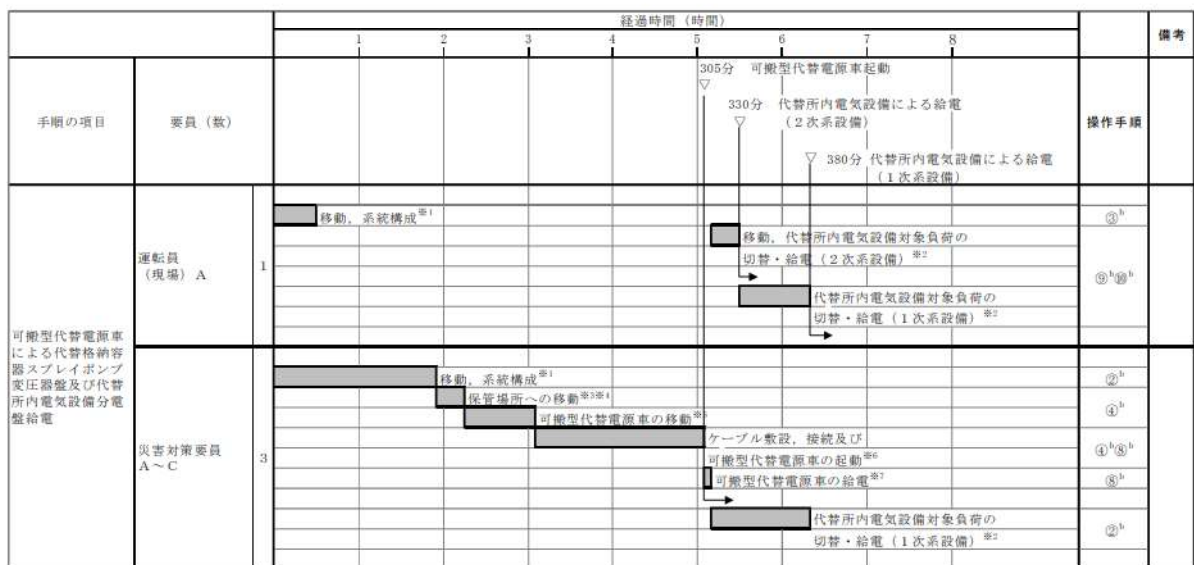 経過時間（時間）
備考
1 2 3 4 5 6 7 8
手順の項目
要員（数）
操作手順
305分 可搬型代替電源車起動
▽
330分 代替所内電気設備による給電
（２次系設備）
▽
▽ 380分 代替所内電気設備による給電
（１次系設備）
可搬型代替電源車
による代替格納容
器スプレイポンプ
変圧器盤及び代替
所内電気設備分電
盤給電
運転員
（現場）A
1
移動，系統構成※1
③b
移動，代替所内電気設備対象負荷の
切替・給電（２次系設備）※2
代替所内電気設備対象負荷の
切替・給電（１次系設備）※2
⑨b⑩b
災害対策要員
A～C
3
移動，系統構成※1
②b
保管場所への移動※3※4
可搬型代替電源車の移動※5
④b
ケーブル敷設，接続及び
可搬型代替電源車の起動※6
④b⑧b
可搬型代替電源車の給電※7
⑧b
代替所内電気設備対象負荷の
切替・給電（１次系設備）※2
②b